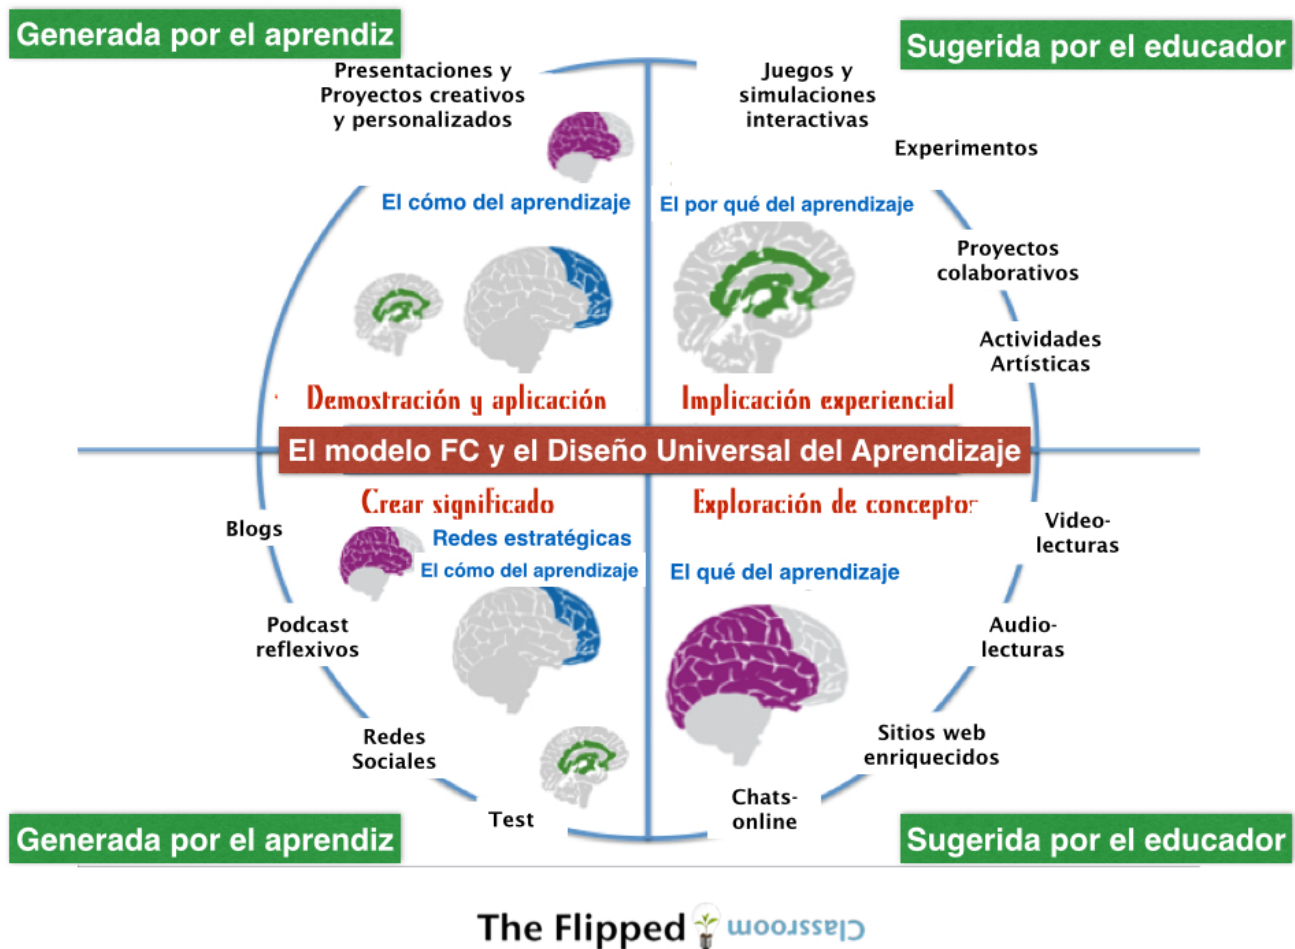 Generada por el aprendiz
Sugerida por el educador
Presentaciones y
Proyectos creativos
y personalizados
Juegos y
simulaciones
interactivas
Experimentos
El cómo del aprendizaje
El por qué del aprendizaje
Proyectos
colaborativos
Actividades
Artísticas
Demostración y aplicación
Implicación experiencial
El modelo FC y el Diseño Universal del Aprendizaje
Crear significado
Exploración de conceptos
Blogs
Redes estratégicas
El cómo del aprendizaje
El qué del aprendizaje
Video-
lecturas
Podcast
reflexivos
Audio-
lecturas
Redes
Sociales
Sitios web
enriquecidos
Test
Chats-
online
Generada por el aprendiz
Sugerida por el educador
The Flipped Classroom